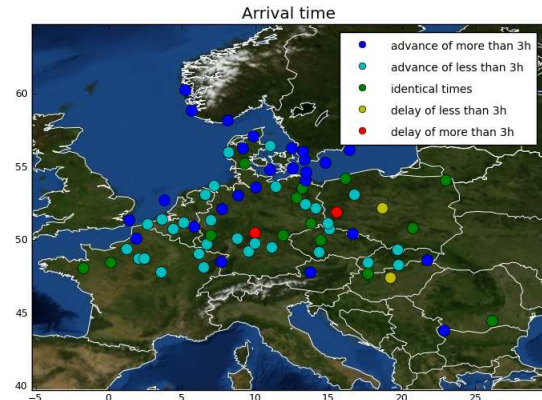 Arrival time
advance of more than 3h
advance of less than 3h
identical times
delay of less than 3h
delay of more than 3h
60
55
50
45
40
−5 0 5 10 15 20 25